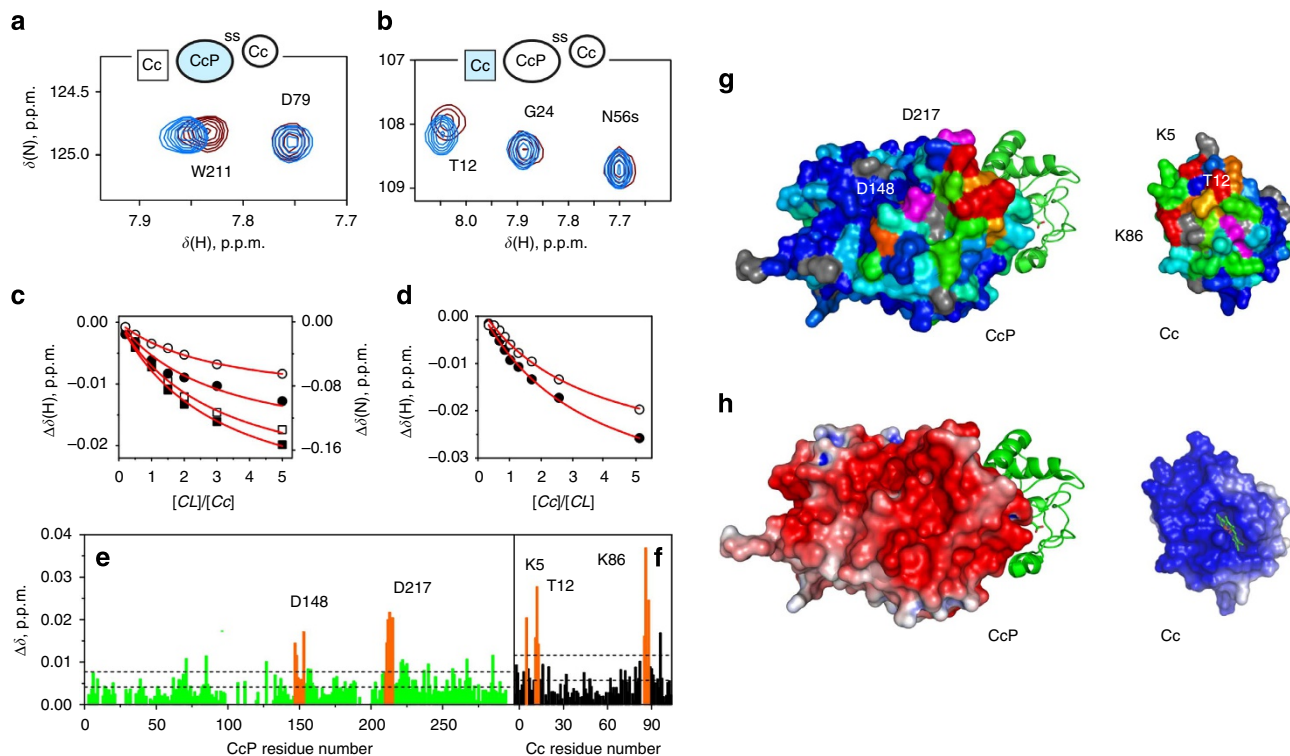 a
Cc CcP ss Cc
δ(N), p.p.m.
124.5
125.0
D79
W211
7.9 7.8 7.7
δ(H), p.p.m.
b
Cc CcP ss Cc
107
108
109
G24
N56s
T12
8.0 7.9 7.8 7.7
δ(H), p.p.m.
c
0.00 0.00
–0.01 –0.08
–0.02 –0.16
Δδ(H), p.p.m.
Δδ(N), p.p.m.
0 1 2 3 4 5
[CL]/[Cc]
d
0.00
–0.01
–0.02
–0.03
Δδ(H), p.p.m.
0 1 2 3 4 5
[Cc]/[CL]
e
0.04
0.03
0.02
0.01
0.00
Δδ, p.p.m.
D148
D217
0 50 100 150 200 250
CcP residue number
f
K5
T12
K86
0 30 60 90
Cc residue number
g
D217
D148
CcP
K5
T12
K86
Cc
h
CcP
Cc